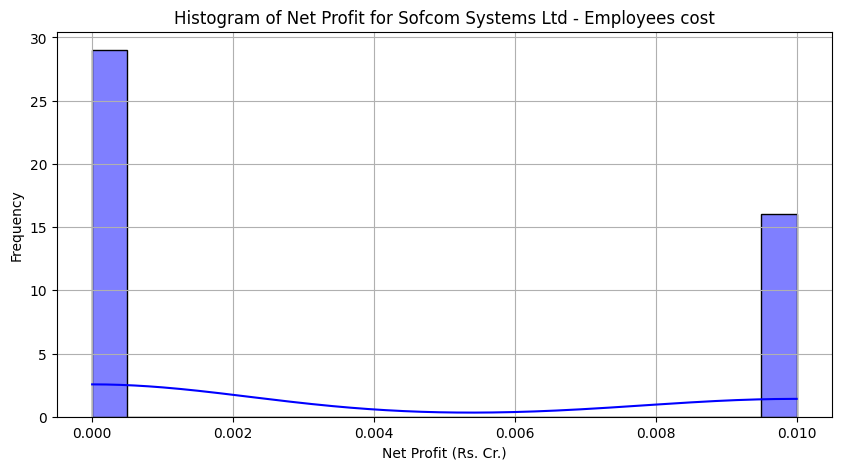 Histogram of Net Profit for Sofcom Systems Ltd - Employees cost
30
25
20
15
10
5
0
Frequency
0.000 0.002 0.004 0.006 0.008 0.010
Net Profit (Rs. Cr.)